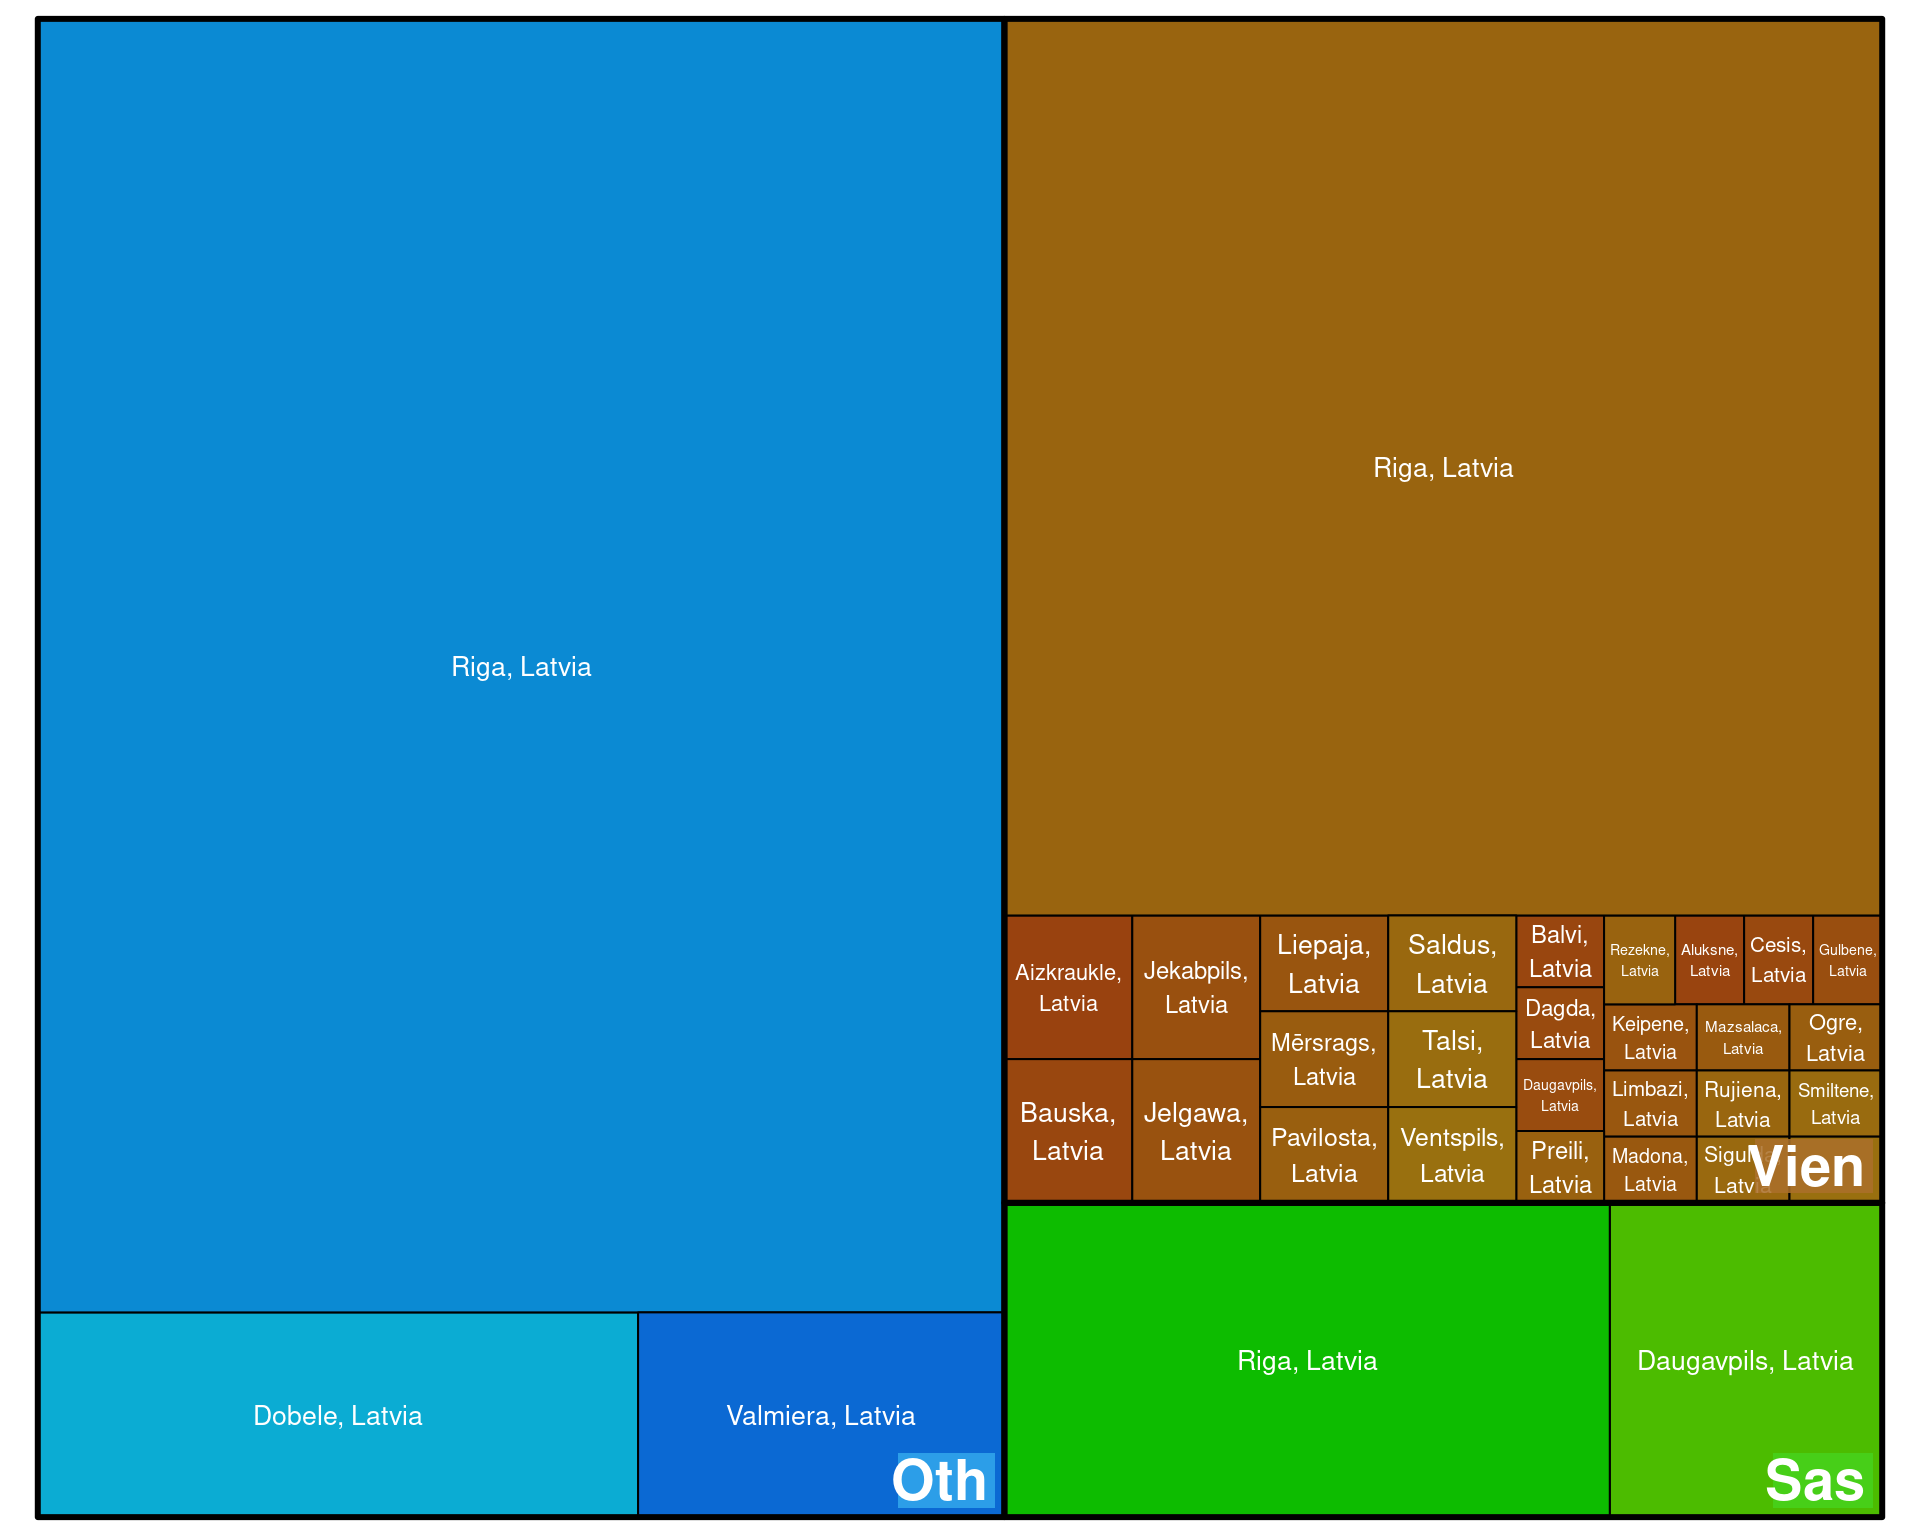 Riga, Latvia
Dobele, Latvia
Valmiera, Latvia
Oth
Riga, Latvia
Aizkraukle,
Latvia
Bauska,
Latvia
Jekabpils,
Latvia
Jelgawa,
Latvia
Liepaja,
Latvia
Mērsrags,
Latvia
Pavilosta,
Latvia
Saldus,
Latvia
Talsi,
Latvia
Ventspils,
Latvia
Balvi,
Latvia
Dagda,
Latvia
Daugavpils,
Latvia
Preili,
Latvia
Rezekne,
Latvia
Aluksne,
Latvia
Cesis,
Latvia
Gulbene,
Latvia
Keipene,
Latvia
Limbazi,
Latvia
Madona,
Latvia
Mazsalaca,
Latvia
Rujiena,
Latvia
Ogre,
Latvia
Smiltene,
Latvia
Vien
Riga, Latvia
Daugavpils, Latvia
Sas